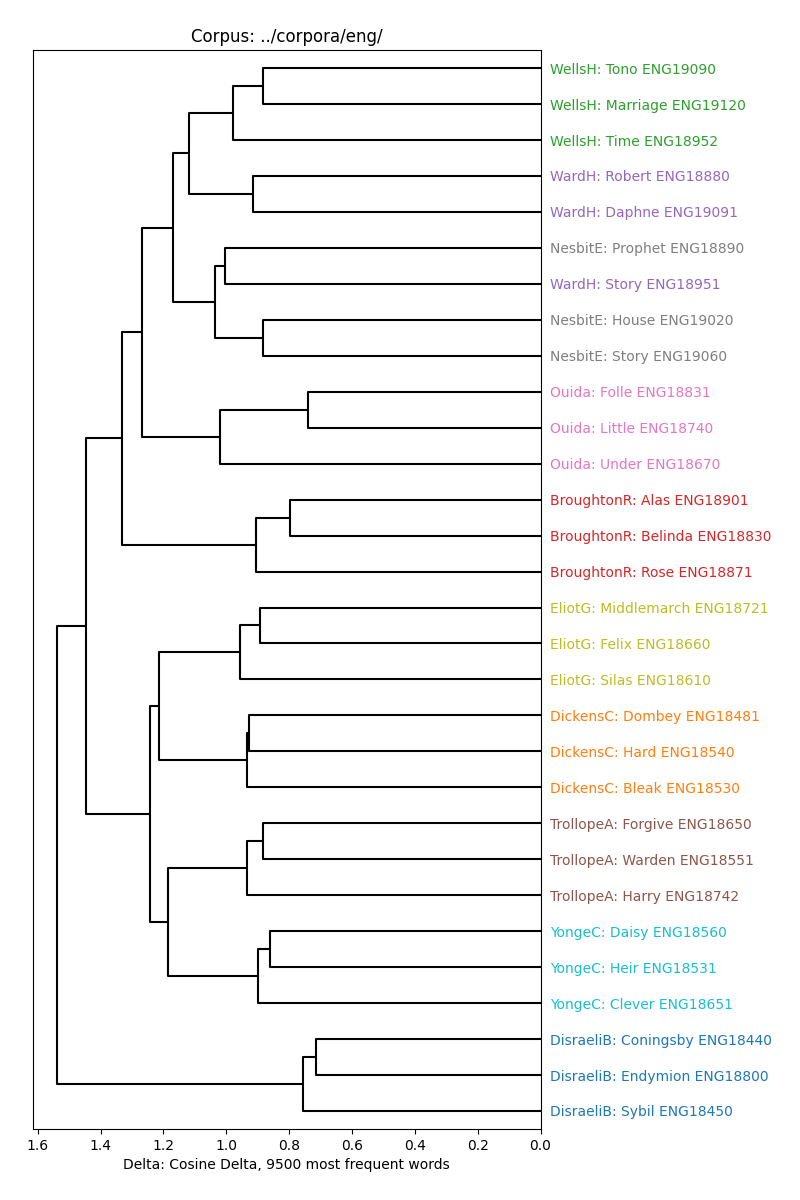 Corpus: ../corpora/eng/
WellsH: Tono ENG19090
WellsH: Marriage ENG19120
WellsH: Time ENG18952
WardH: Robert ENG18880
WardH: Daphne ENG19091
NesbitE: Prophet ENG18890
WardH: Story ENG18951
NesbitE: House ENG19020
NesbitE: Story ENG19060
Ouida: Folle ENG18831
Ouida: Little ENG18740
Ouida: Under ENG18670
BroughtonR: Alas ENG18901
BroughtonR: Belinda ENG18830
BroughtonR: Rose ENG18871
EliotG: Middlemarch ENG18721
EliotG: Felix ENG18660
EliotG: Silas ENG18610
DickensC: Dombey ENG18481
DickensC: Hard ENG18540
DickensC: Bleak ENG18530
TrollopeA: Forgive ENG18650
TrollopeA: Warden ENG18551
TrollopeA: Harry ENG18742
YongeC: Daisy ENG18560
YongeC: Heir ENG18531
YongeC: Clever ENG18651
DisraeliB: Coningsby ENG18440
DisraeliB: Endymion ENG18800
DisraeliB: Sybil ENG18450
1.6 1.4 1.2 1.0 0.8 0.6 0.4 0.2 0.0
Delta: Cosine Delta, 9500 most frequent words